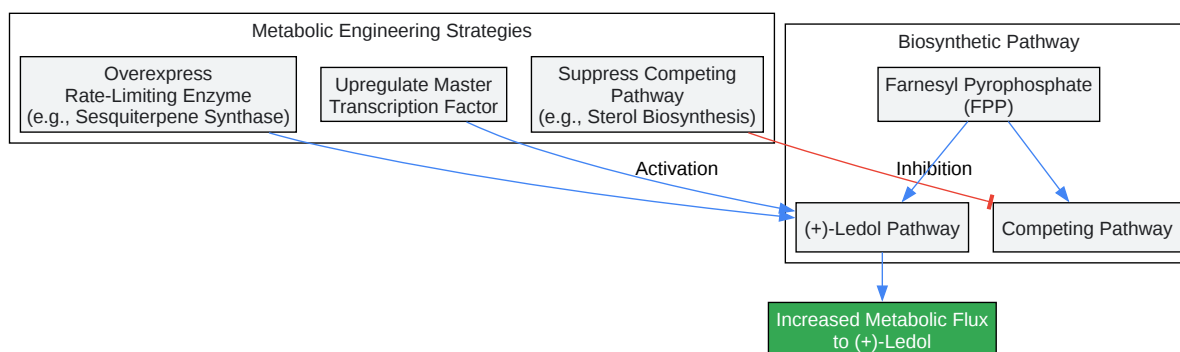 Metabolic Engineering Strategies
Overexpress
Rate-Limiting Enzyme
(e.g., Sesquiterpene Synthase)
Upregulate Master
Transcription Factor
Suppress Competing
Pathway
(e.g., Sterol Biosynthesis)
Biosynthetic Pathway
Farnesyl Pyrophosphate
(FPP)
Activation
Inhibition
(+)-Ledol Pathway
Competing Pathway
Increased Metabolic Flux
to (+)-Ledol